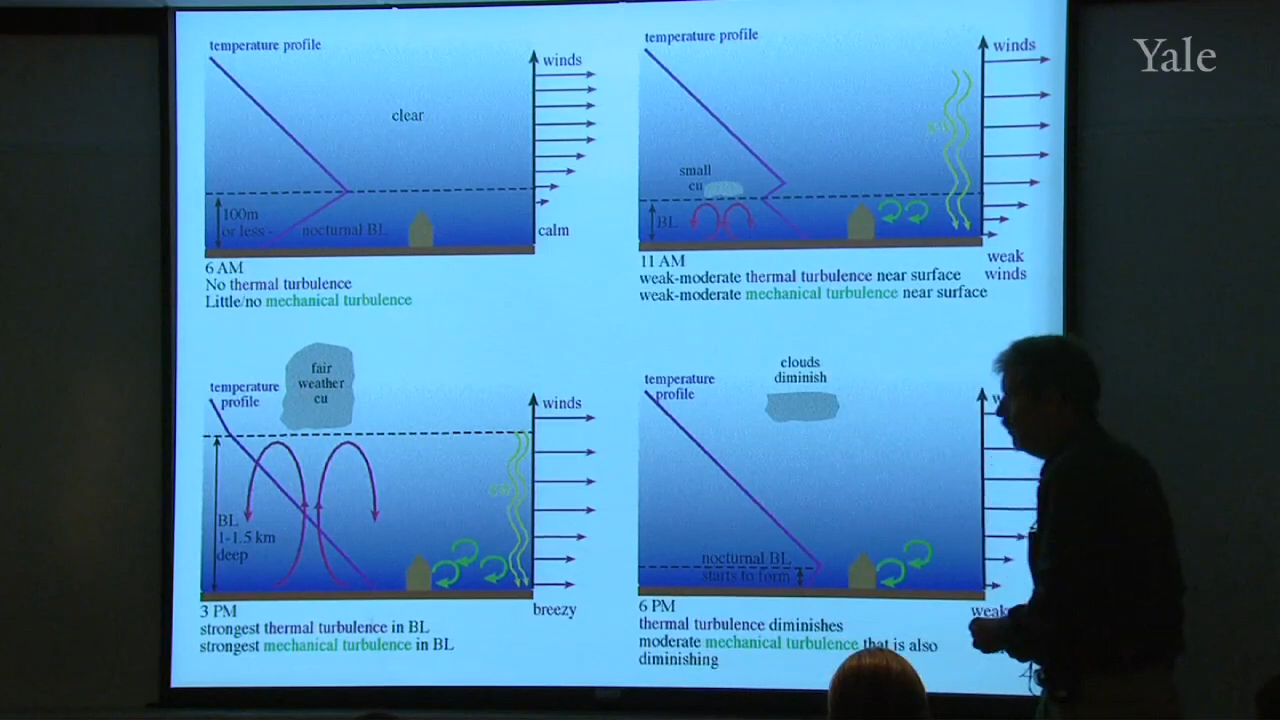 Yale
temperature profile
winds
clear
100m
or less
nocturnal BL
calm
6 AM
No thermal turbulence
Little/no mechanical turbulence
temperature profile
winds
small
cu
BL
weak
winds
11 AM
weak-moderate thermal turbulence near surface
weak-moderate mechanical turbulence near surface
temperature
profile
fair
weather
cu
winds
BL
1-1.5 km
deep
breezy
3 PM
strongest thermal turbulence in BL
strongest mechanical turbulence in BL
temperature
profile
clouds
diminish
nocturnal BL
starts to form
weak
6 PM
thermal turbulence diminishes
moderate mechanical turbulence that is also
diminishing